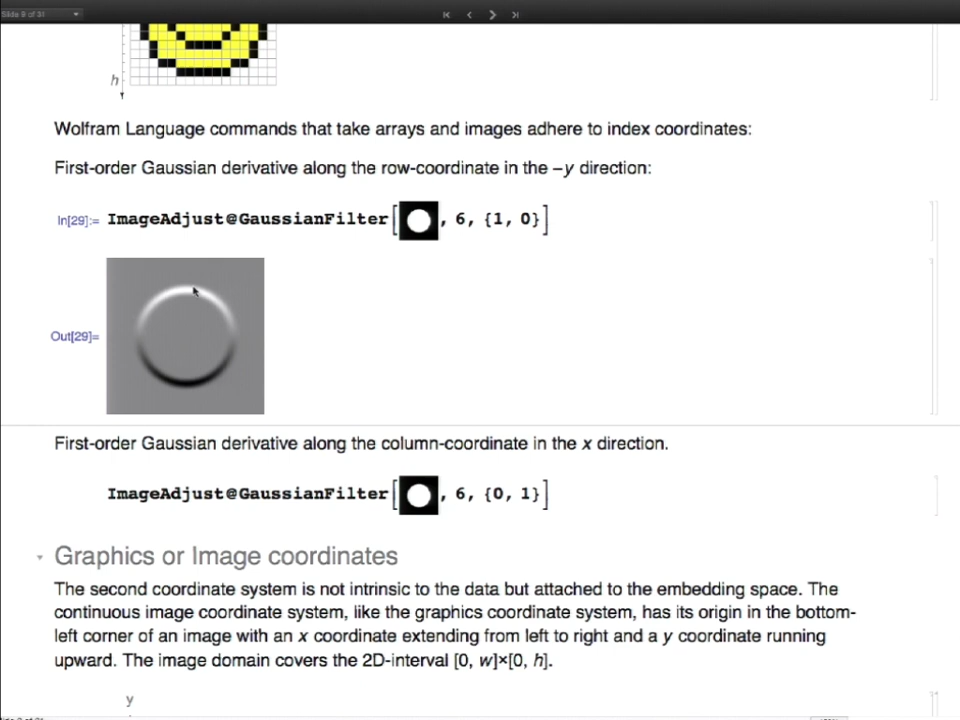 Slide 9 of 31
h
Wolfram Language commands that take arrays and images adhere to index coordinates:
First-order Gaussian derivative along the row-coordinate in the −y direction:
In[29]:= ImageAdjust@GaussianFilter[ , 6, {1, 0}]
Out[29]=
First-order Gaussian derivative along the column-coordinate in the x direction.
ImageAdjust@GaussianFilter[ , 6, {0, 1}]
Graphics or Image coordinates
The second coordinate system is not intrinsic to the data but attached to the embedding space. The
continuous image coordinate system, like the graphics coordinate system, has its origin in the bottom-
left corner of an image with an x coordinate extending from left to right and a y coordinate running
upward. The image domain covers the 2D-interval [0, w]×[0, h].
y